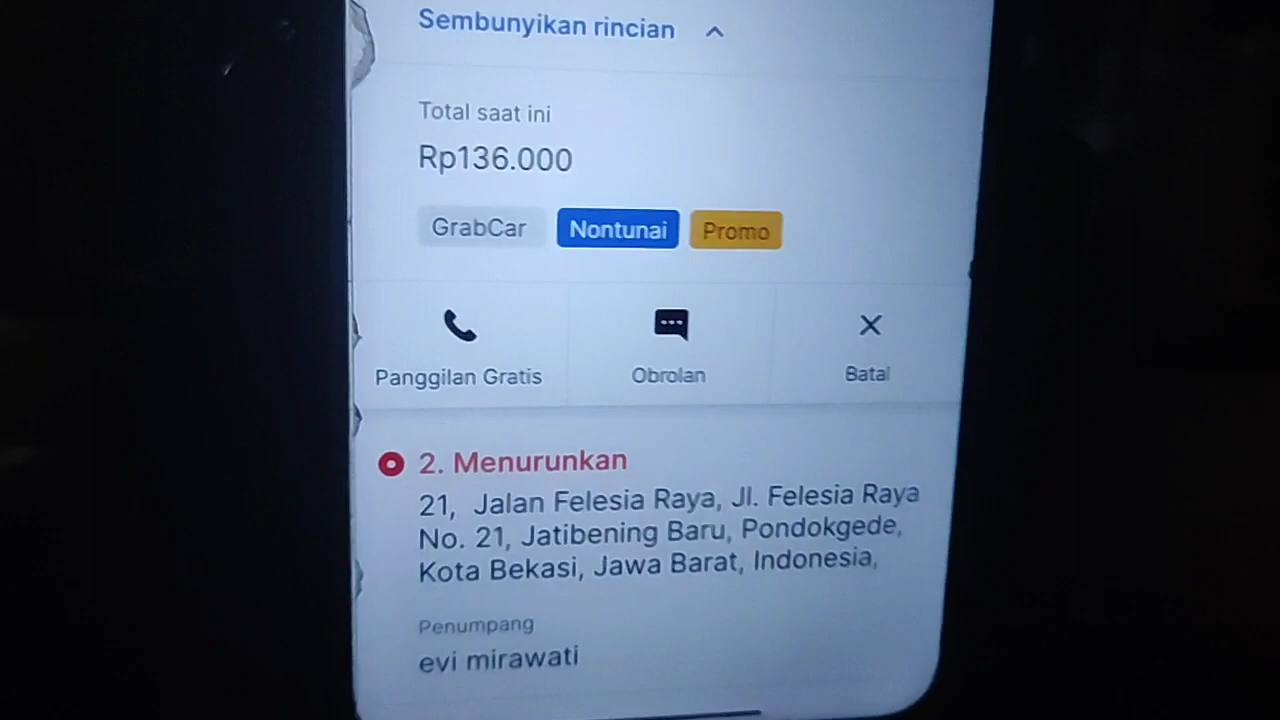 Sembunyikan rincian
Total saat ini
Rp136.000
GrabCar Nontunai Promo
Panggilan Gratis Obrolan Batal
2. Menurunkan
21, Jalan Felesia Raya, Jl. Felesia Raya
No. 21, Jatibening Baru, Pondokgede,
Kota Bekasi, Jawa Barat, Indonesia,
Penumpang
evi mirawati